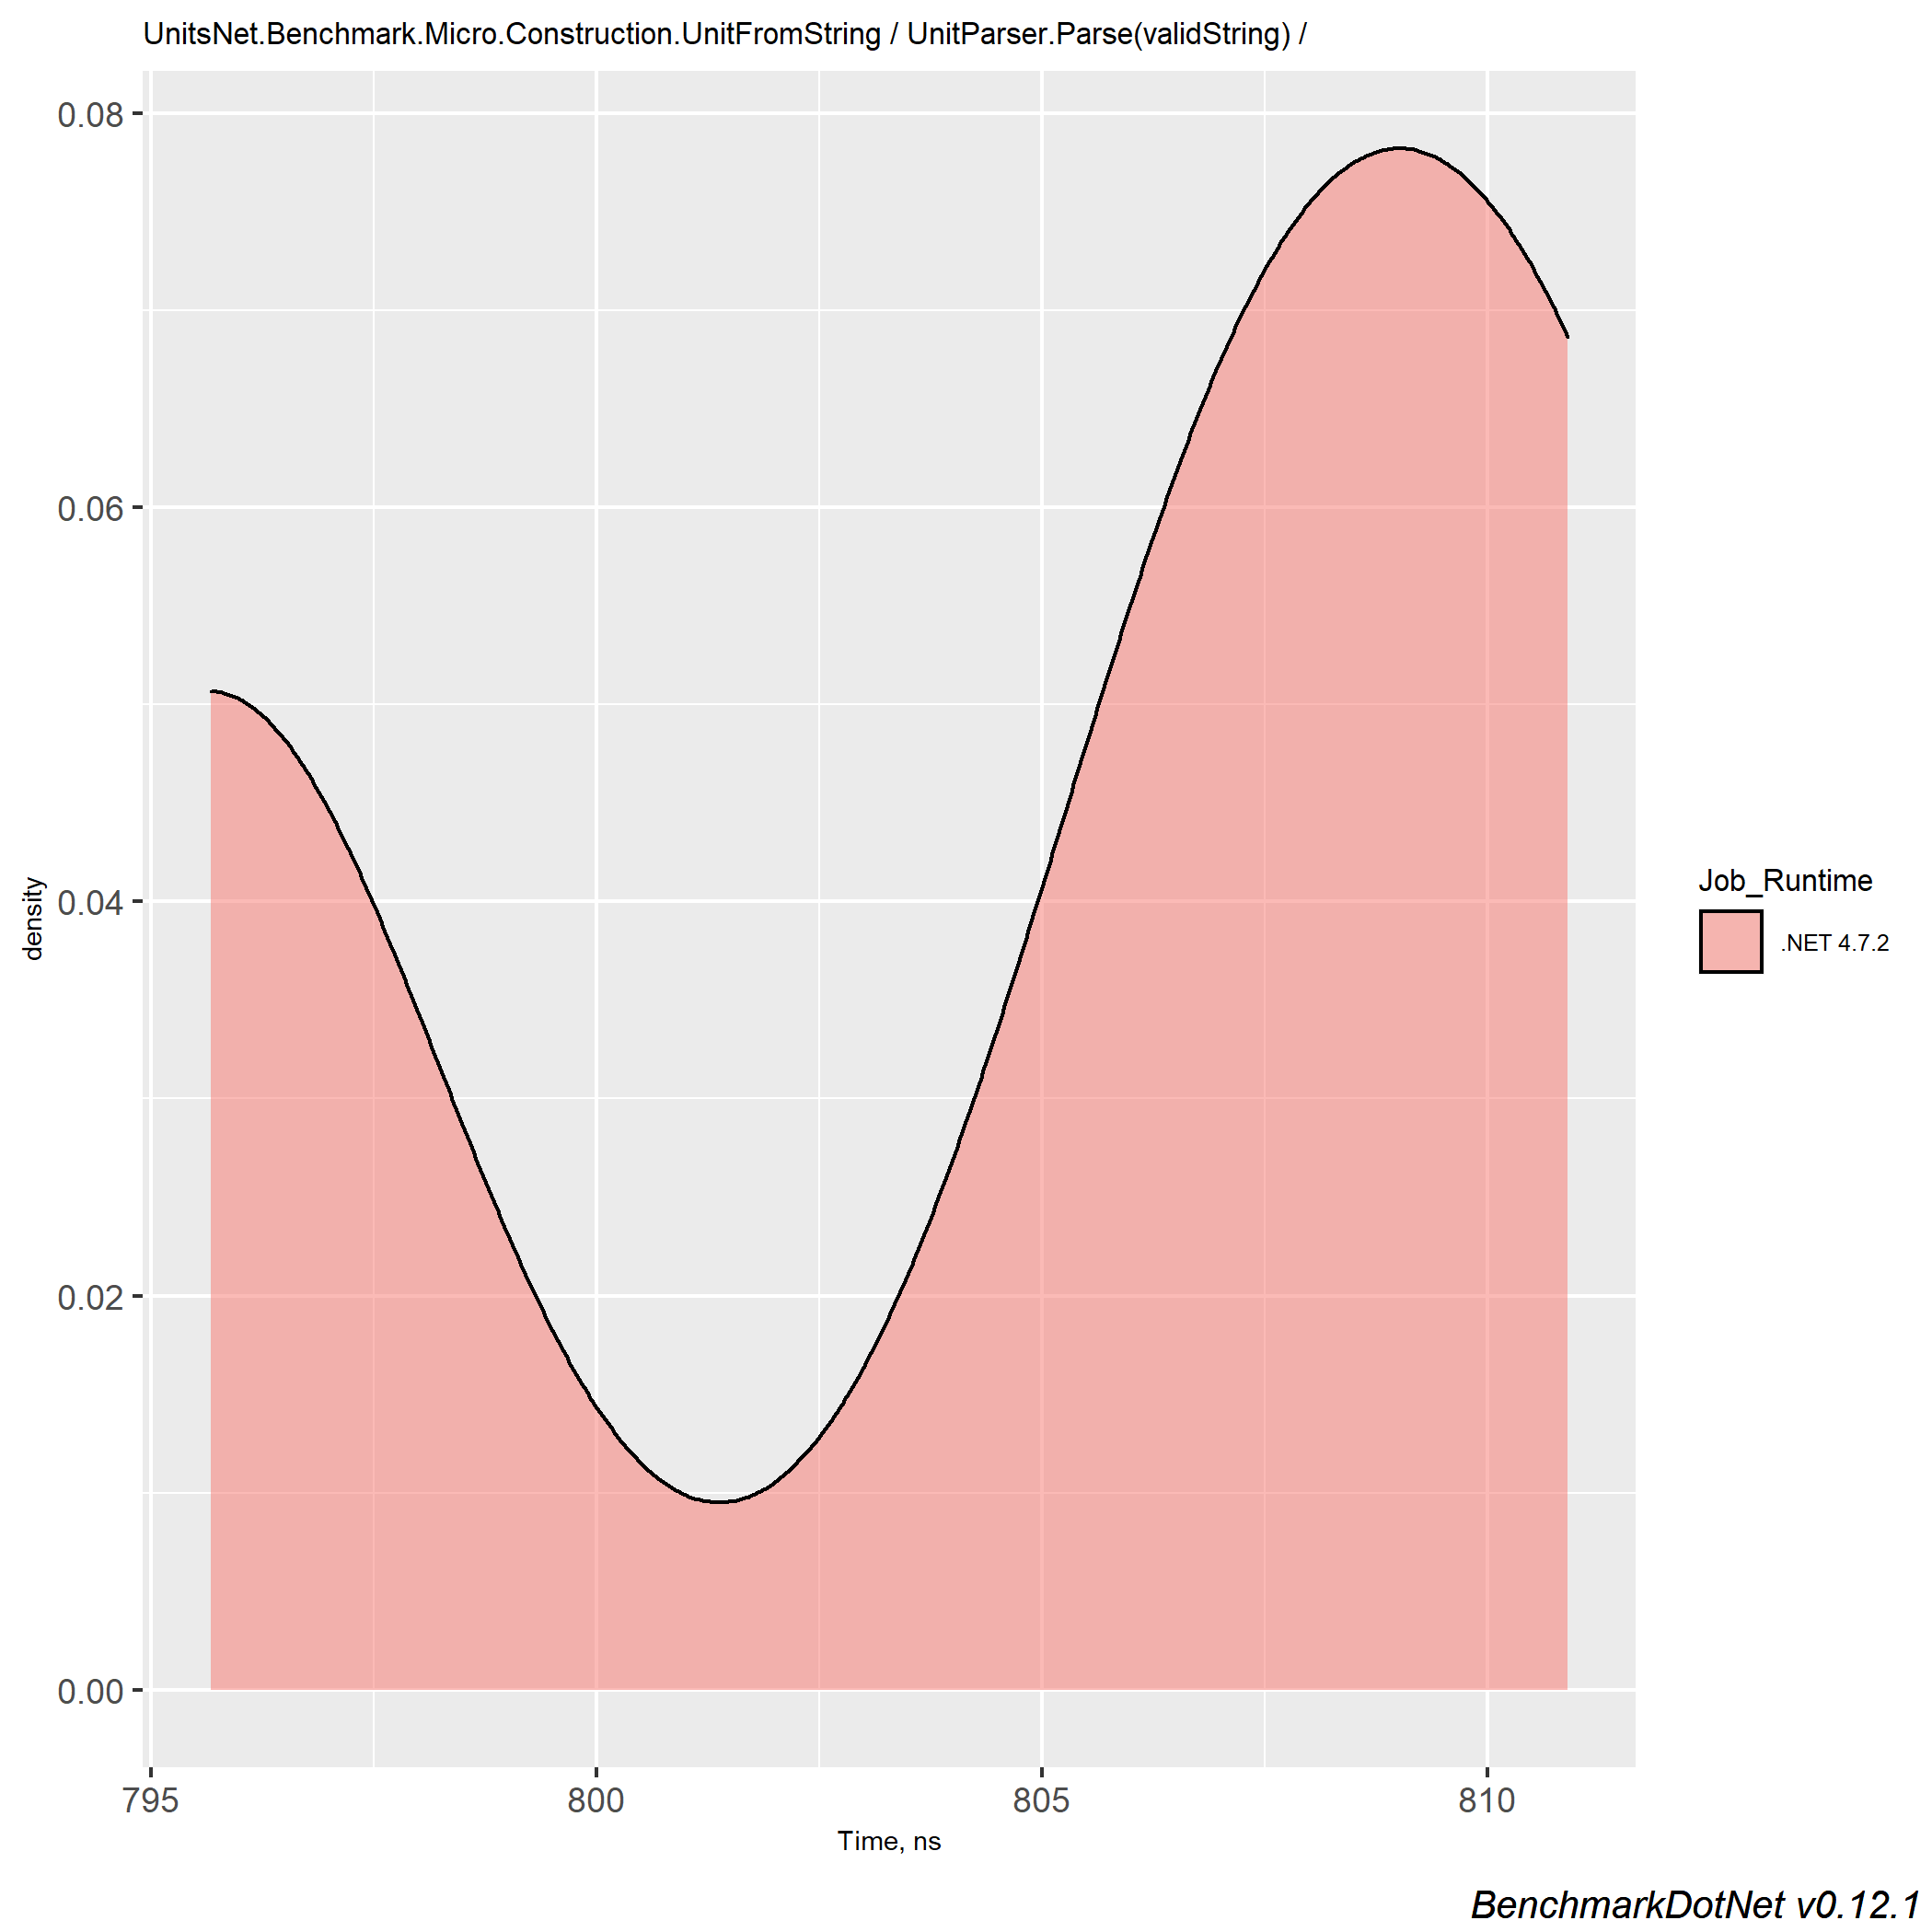 UnitsNet.Benchmark.Micro.Construction.UnitFromString / UnitParser.Parse(validString) /
0.08
0.06
0.04
0.02
0.00
density
795 800 805 810
Time, ns
Job_Runtime
.NET 4.7.2
BenchmarkDotNet v0.12.1